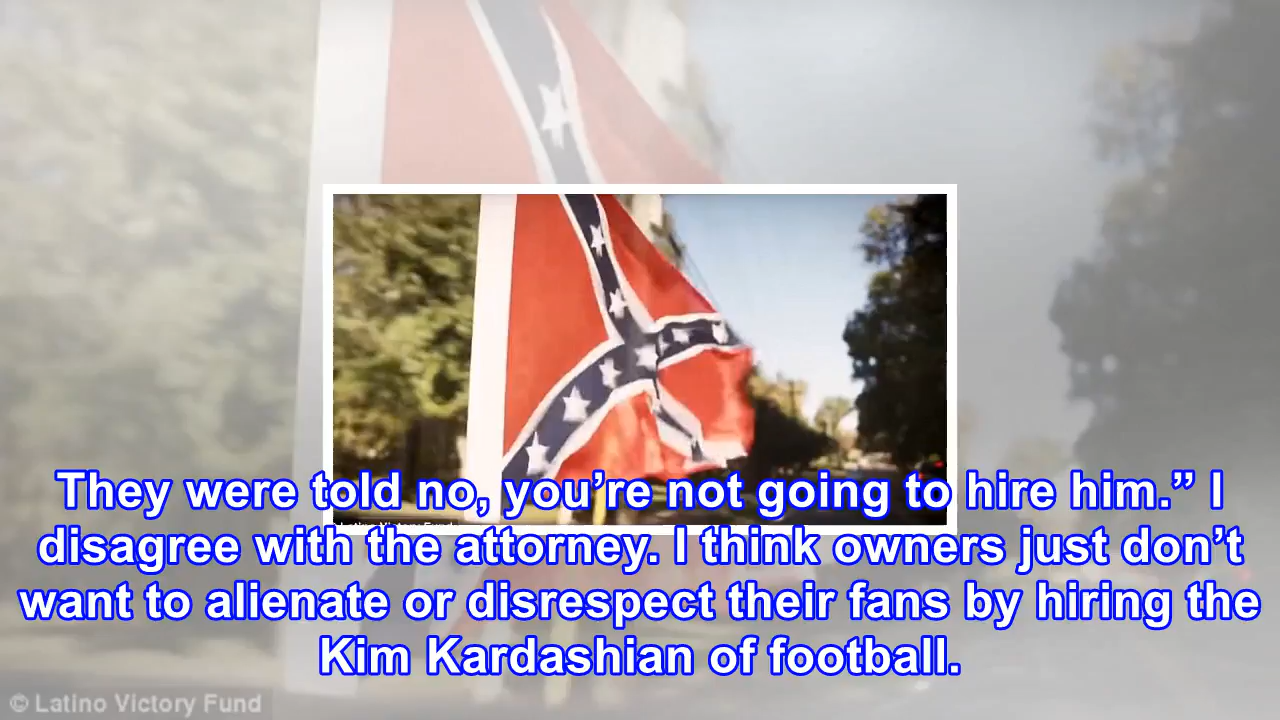 They were told no, you’re not going to hire him.” I
disagree with the attorney. I think owners just don’t
want to alienate or disrespect their fans by hiring the
Kim Kardashian of football.
© Latino Victory Fund